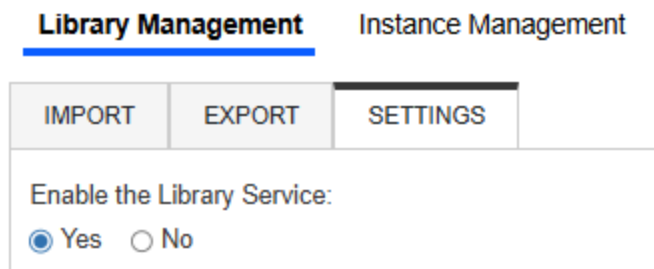 Library Management Instance Management
IMPORT EXPORT SETTINGS
Enable the Library Service:
Yes No